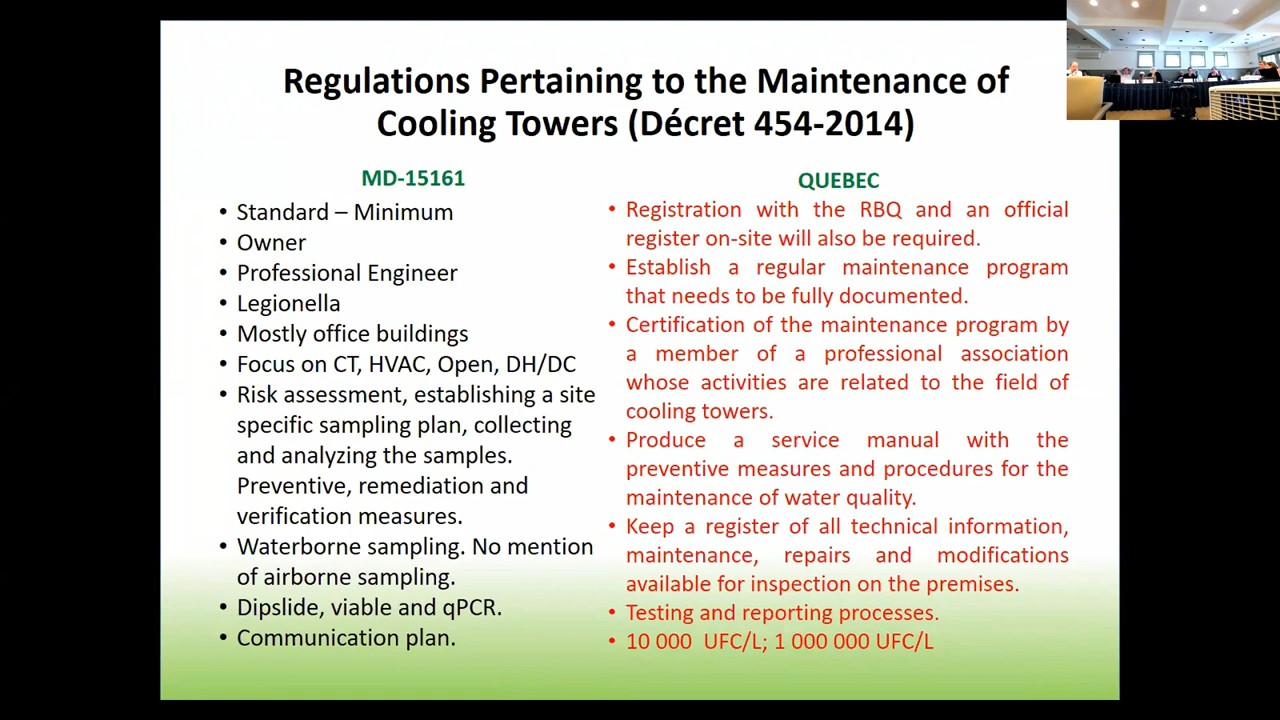 Regulations Pertaining to the Maintenance of
Cooling Towers (Décret 454-2014)
MD-15161
• Standard – Minimum
• Owner
• Professional Engineer
• Legionella
• Mostly office buildings
• Focus on CT, HVAC, Open, DH/DC
• Risk assessment, establishing a site
specific sampling plan, collecting
and analyzing the samples.
Preventive, remediation and
verification measures.
• Waterborne sampling. No mention
of airborne sampling.
• Dipslide, viable and qPCR.
• Communication plan.
QUEBEC
• Registration with the RBQ and an official
register on-site will also be required.
• Establish a regular maintenance program
that needs to be fully documented.
• Certification of the maintenance program by
a member of a professional association
whose activities are related to the field of
cooling towers.
• Produce a service manual with the
preventive measures and procedures for the
maintenance of water quality.
• Keep a register of all technical information,
maintenance, repairs and modifications
available for inspection on the premises.
• Testing and reporting processes.
• 10 000 UFC/L; 1 000 000 UFC/L